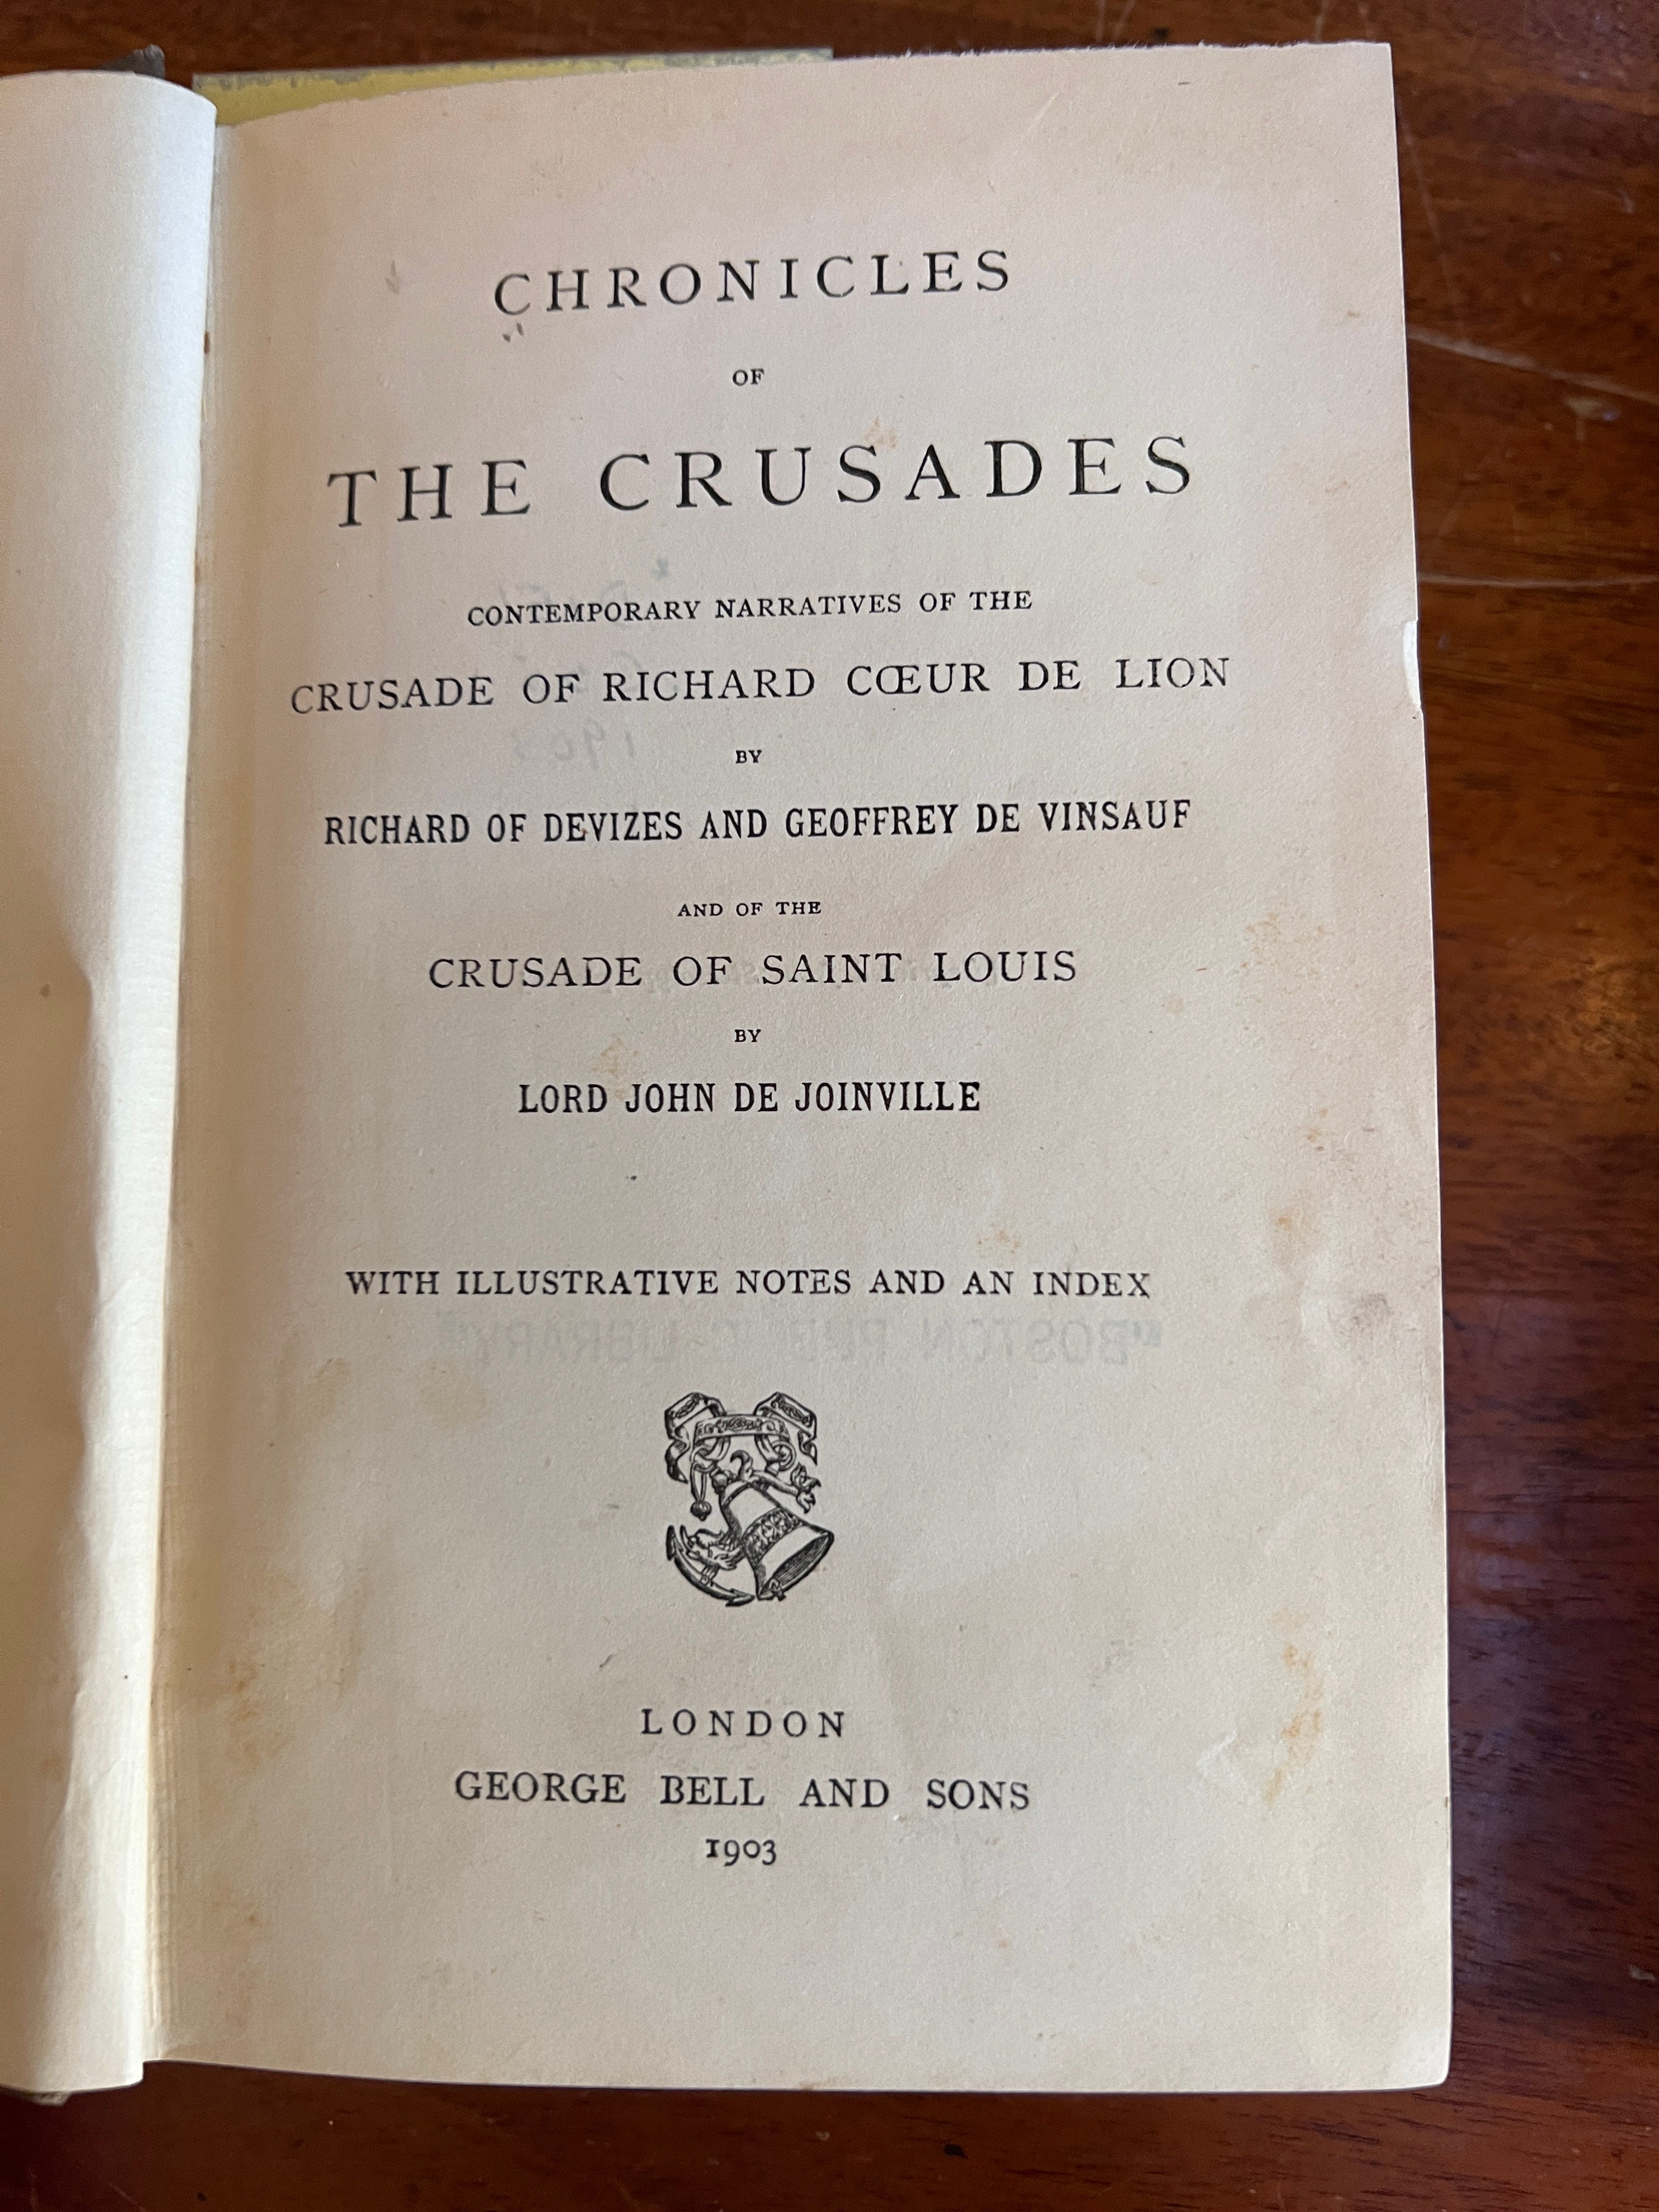 CHRONICLES
OF
THE CRUSADES
CONTEMPORARY NARRATIVES OF THE
CRUSADE OF RICHARD CŒUR DE LION
BY
RICHARD OF DEVIZES AND GEOFFREY DE VINSAUF
AND OF THE
CRUSADE OF SAINT LOUIS
BY
LORD JOHN DE JOINVILLE
WITH ILLUSTRATIVE NOTES AND AN INDEX
LONDON
GEORGE BELL AND SONS
1903